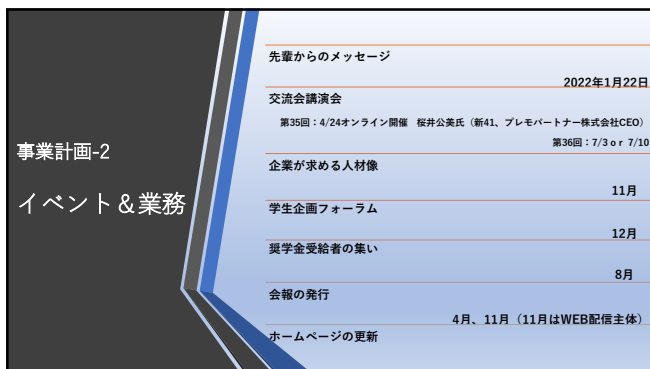 事業計画-2
イベント＆業務
先輩からのメッセージ
2022年1月22日
交流会講演会
第35回：4/24オンライン開催　桜井公美氏（新41、プレモパートナー株式会社CEO）
第36回：7/3 o r 7/10
企業が求める人材像
11月
学生企画フォーラム
12月
奨学金受給者の集い
8月
会報の発行
4月、11月（11月はWEB配信主体）
ホームページの更新